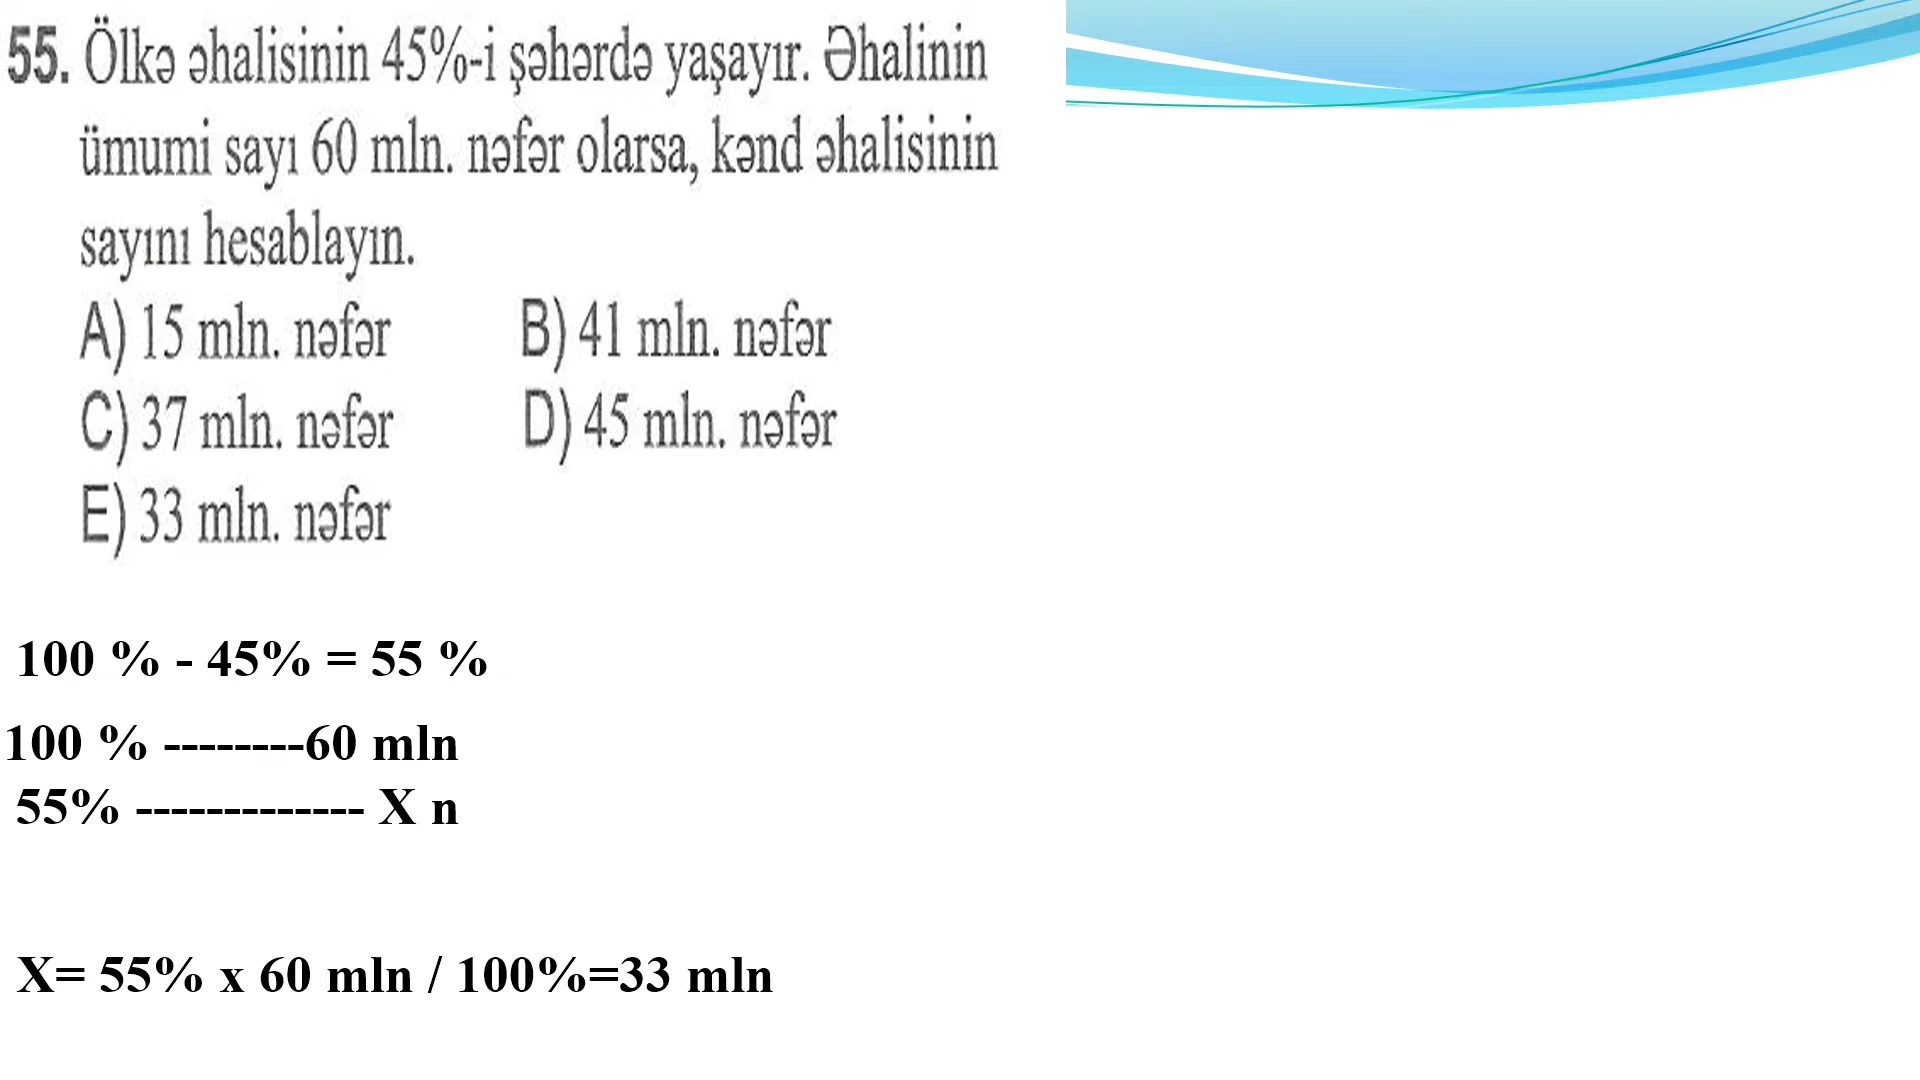 55. Ölkə əhalisinin 45%-i şəhərdə yaşayır. Əhalinin
ümumi sayı 60 mln. nəfər olarsa, kənd əhalisinin
sayını hesablayın.
A) 15 mln. nəfər B) 41 mln. nəfər
C) 37 mln. nəfər D) 45 mln. nəfər
E) 33 mln. nəfər
100 % - 45% = 55 %
100 % --------60 mln
55% ------------- X n
X= 55% x 60 mln / 100%=33 mln